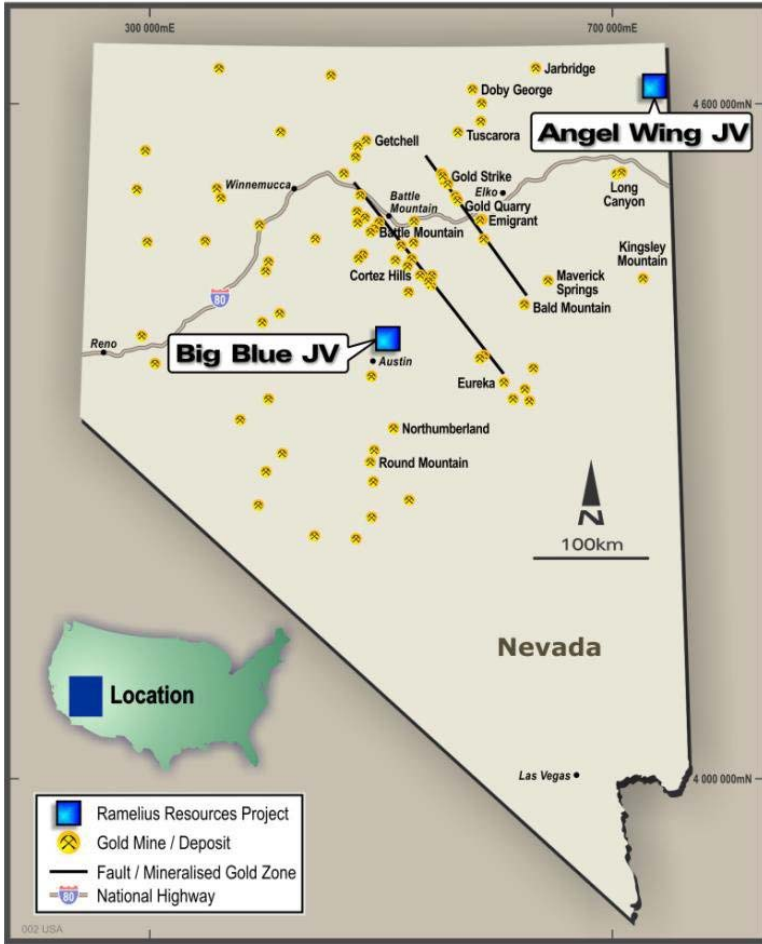 300 000mE
700 000mE
Jarbridge
Doby George
4 600 000mN
Angel Wing JV
Tuscarora
Getchell
Gold Strike
Winnemucca
Battle
Mountain
Elko
Long
Canyon
Gold Quarry
Emigrant
Battle Mountain
Kingsley
Mountain
Cortez Hills
Maverick
Springs
80
Bald Mountain
Reno
Big Blue JV
Austin
Eureka
Northumberland
Round Mountain
N
100km
Nevada
Location
Las Vegas
4 000 000mN
Ramelius Resources Project
Gold Mine / Deposit
Fault / Mineralised Gold Zone
80
National Highway
002 USA